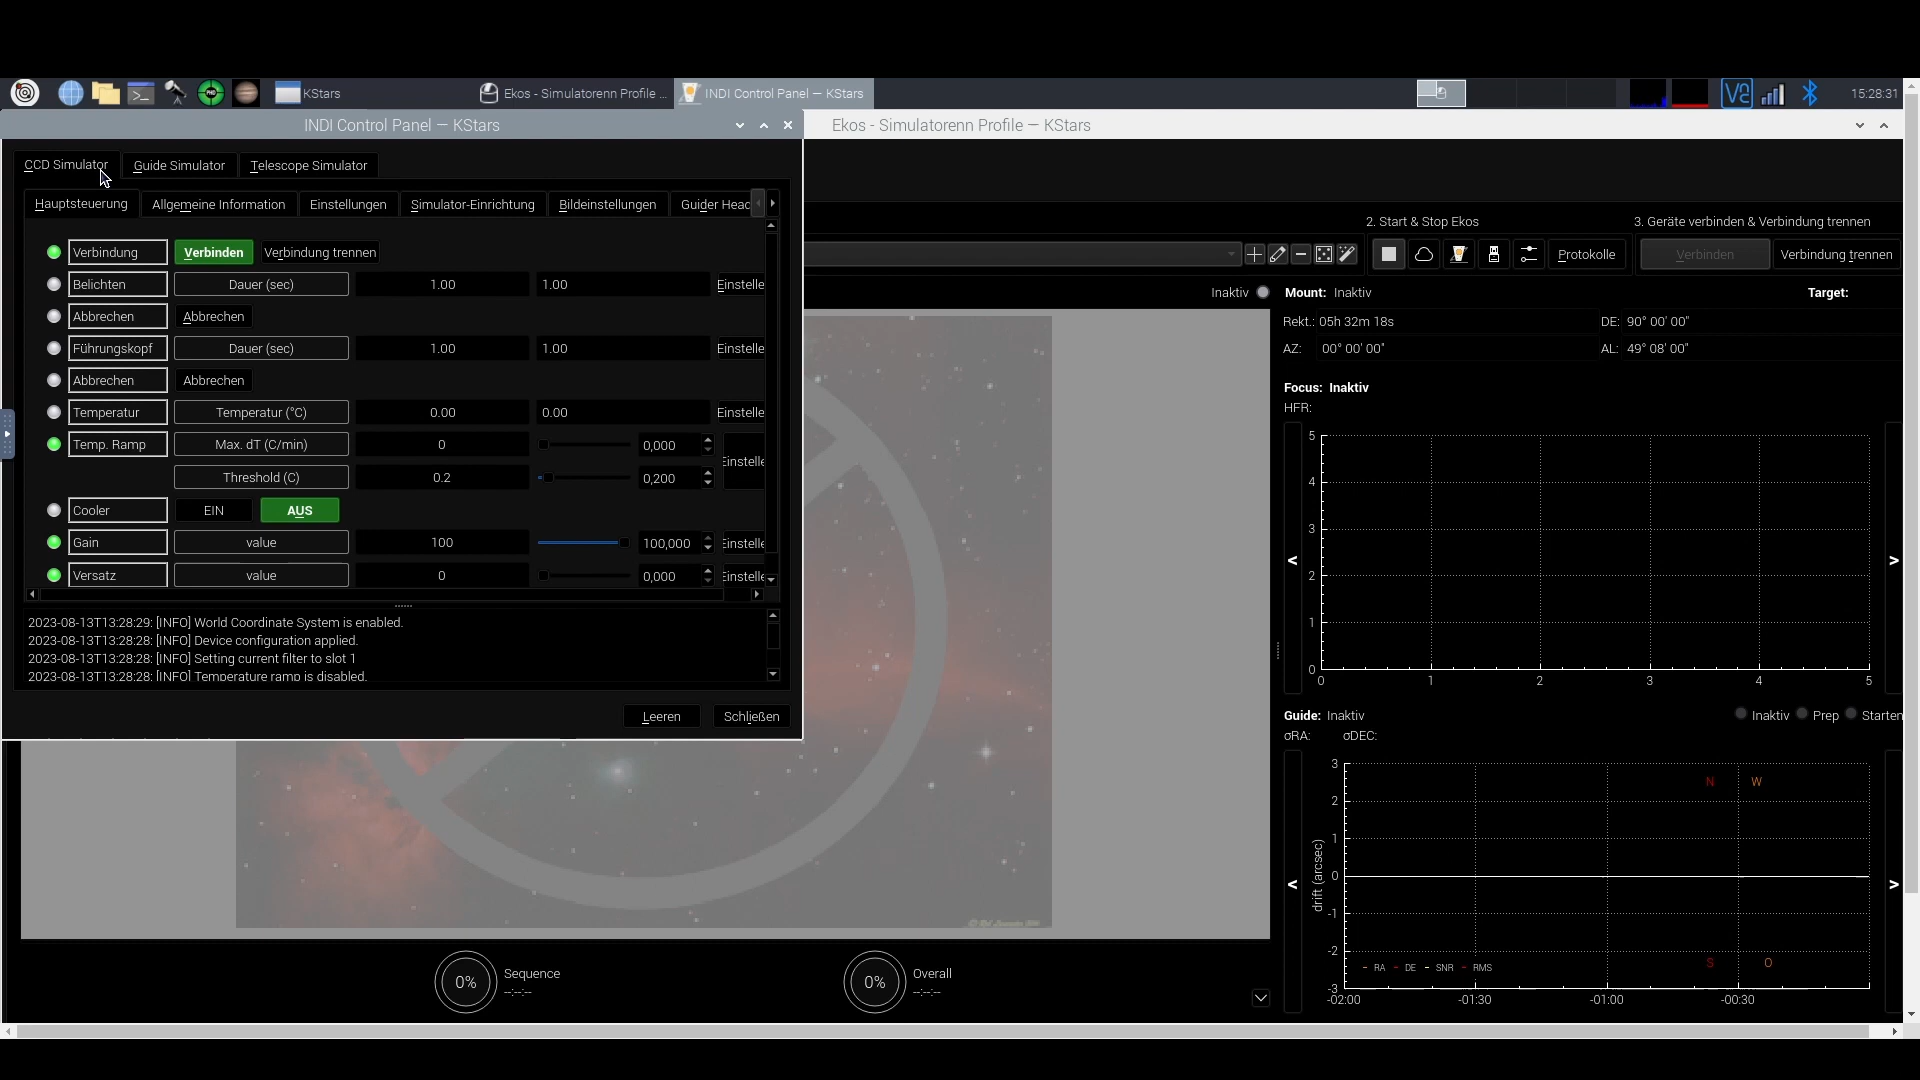 KStars
Ekos - Simulatorenn Profile ...
INDI Control Panel — KStars
15:28:31
INDI Control Panel — KStars
Ekos - Simulatorenn Profile — KStars
CCD Simulator
Guide Simulator
Telescope Simulator
Hauptsteuerung
Allgemeine Information
Einstellungen
Simulator-Einrichtung
Bildeinstellungen
Guider Head
Verbindung
Verbinden
Verbindung trennen
Belichten
Dauer (sec)
1.00
1.00
Einstelle
Abbrechen
Abbrechen
Führungskopf
Dauer (sec)
1.00
1.00
Einstelle
Abbrechen
Abbrechen
Temperatur
Temperatur (°C)
0.00
0.00
Einstelle
Temp. Ramp
Max. dT (C/min)
0
0,000
Einstelle
Threshold (C)
0.2
0,200
Cooler
EIN
AUS
Gain
value
100
100,000
Einstelle
Versatz
value
0
0,000
Einstelle
2023-08-13T13:28:29: [INFO] World Coordinate System is enabled.
2023-08-13T13:28:28: [INFO] Device configuration applied.
2023-08-13T13:28:28: [INFO] Setting current filter to slot 1
2023-08-13T13:28:28: [INFO] Temperature ramp is disabled.
Leeren
Schließen
2. Start & Stop Ekos
3. Geräte verbinden & Verbindung trennen
Protokolle
Verbinden
Verbindung trennen
Inaktiv
Mount: Inaktiv
Target:
Rekt.: 05h 32m 18s
DE: 90° 00' 00"
AZ: 00° 00' 00"
AL: 49° 08' 00"
Focus: Inaktiv
HFR:
5
4
3
2
1
0
0
1
2
3
4
5
Guide: Inaktiv
Inaktiv
Prep
Starten
σRA:
σDEC:
drift (arcsec)
3
2
1
0
-1
-2
-3
N
W
S
O
RA
DE
SNR
RMS
-02:00
-01:30
-01:00
-00:30
0%
Sequence
--:--:--
0%
Overall
--:--:--